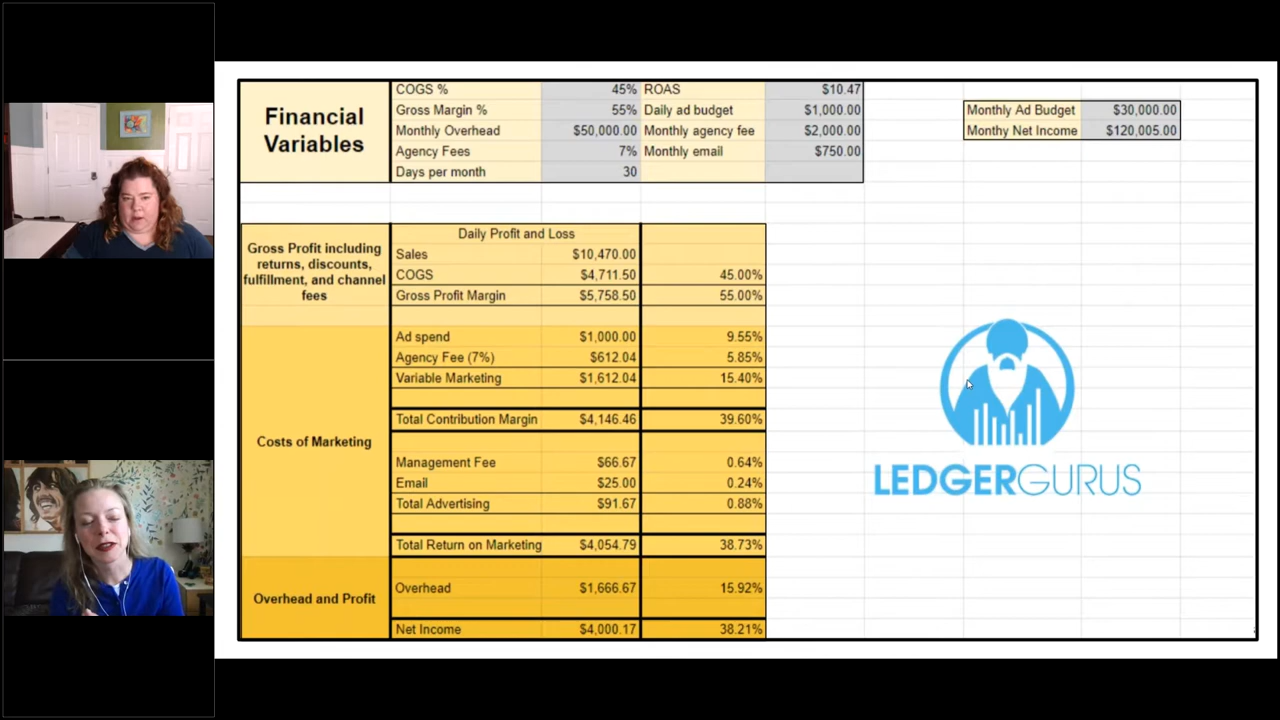 Financial
Variables
COGS % 45% ROAS $10.47
Gross Margin % 55% Daily ad budget $1,000.00
Monthly Overhead $50,000.00 Monthly agency fee $2,000.00
Agency Fees 7% Monthly email $750.00
Days per month 30
Monthly Ad Budget $30,000.00
Monthy Net Income $120,005.00
Gross Profit including
returns, discounts,
fulfillment, and channel
fees
Daily Profit and Loss
Sales $10,470.00
COGS $4,711.50 45.00%
Gross Profit Margin $5,758.50 55.00%
Costs of Marketing
Ad spend $1,000.00 9.55%
Agency Fee (7%) $612.04 5.85%
Variable Marketing $1,612.04 15.40%
Total Contribution Margin $4,146.46 39.60%
Management Fee $66.67 0.64%
Email $25.00 0.24%
Total Advertising $91.67 0.88%
Total Return on Marketing $4,054.79 38.73%
Overhead and Profit
Overhead $1,666.67 15.92%
Net Income $4,000.17 38.21%
LEDGERGURUS